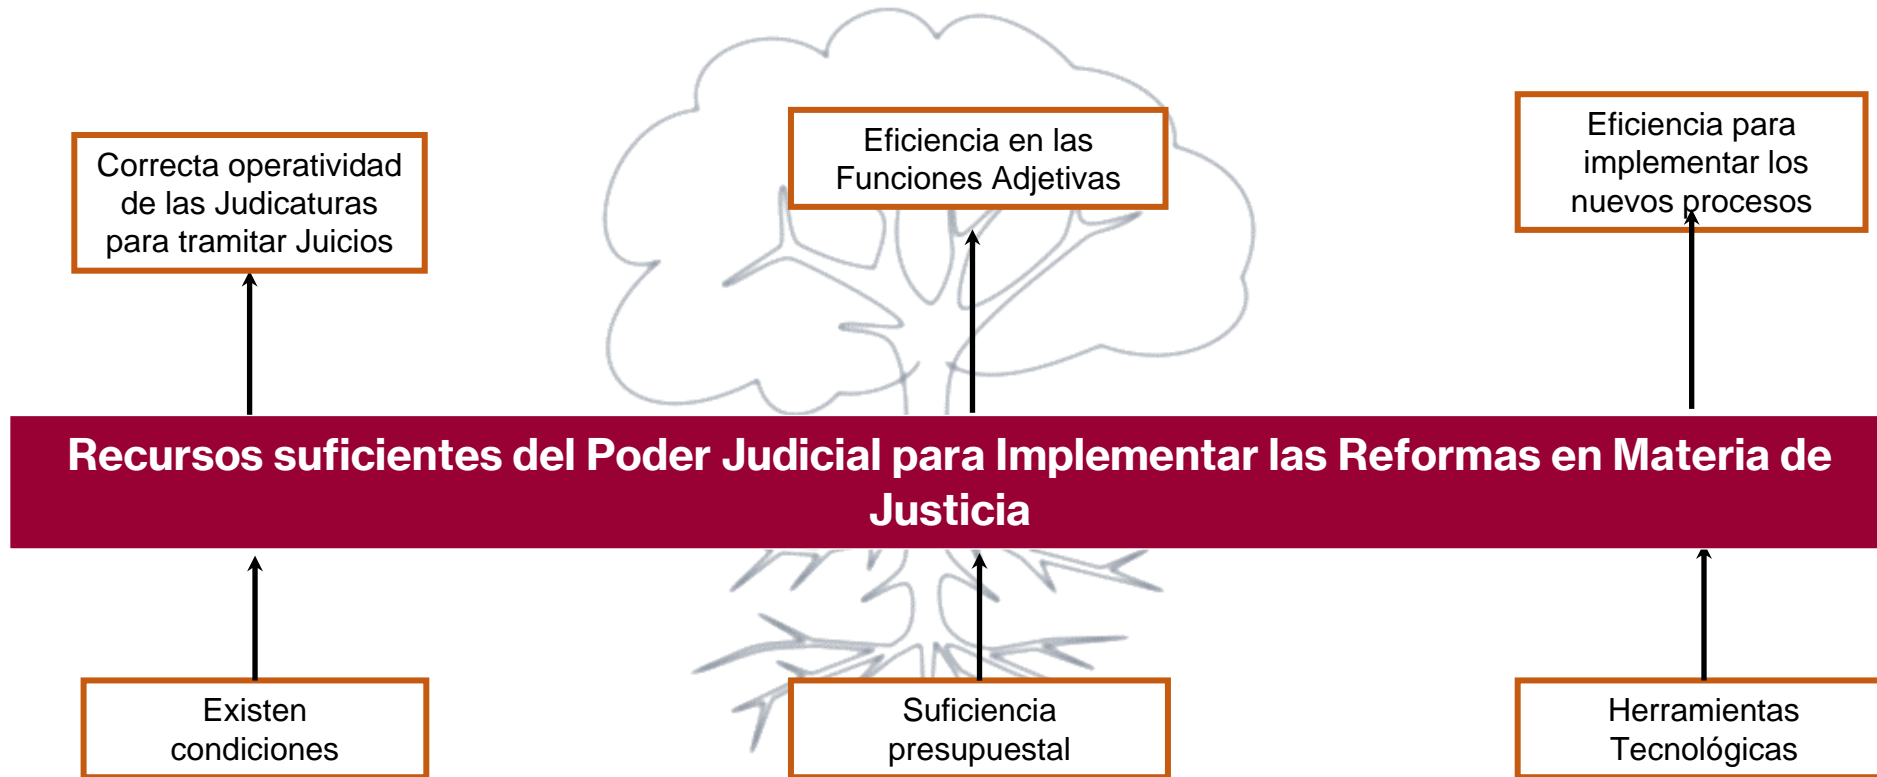 Correcta operatividad
de las Judicaturas
para tramitar Juicios
Eficiencia en las
Funciones Adjetivas
Eficiencia para
implementar los
nuevos procesos
Recursos suficientes del Poder Judicial para Implementar las Reformas en Materia de
Justicia
Existen
condiciones
Suficiencia
presupuestal
Herramientas
Tecnológicas